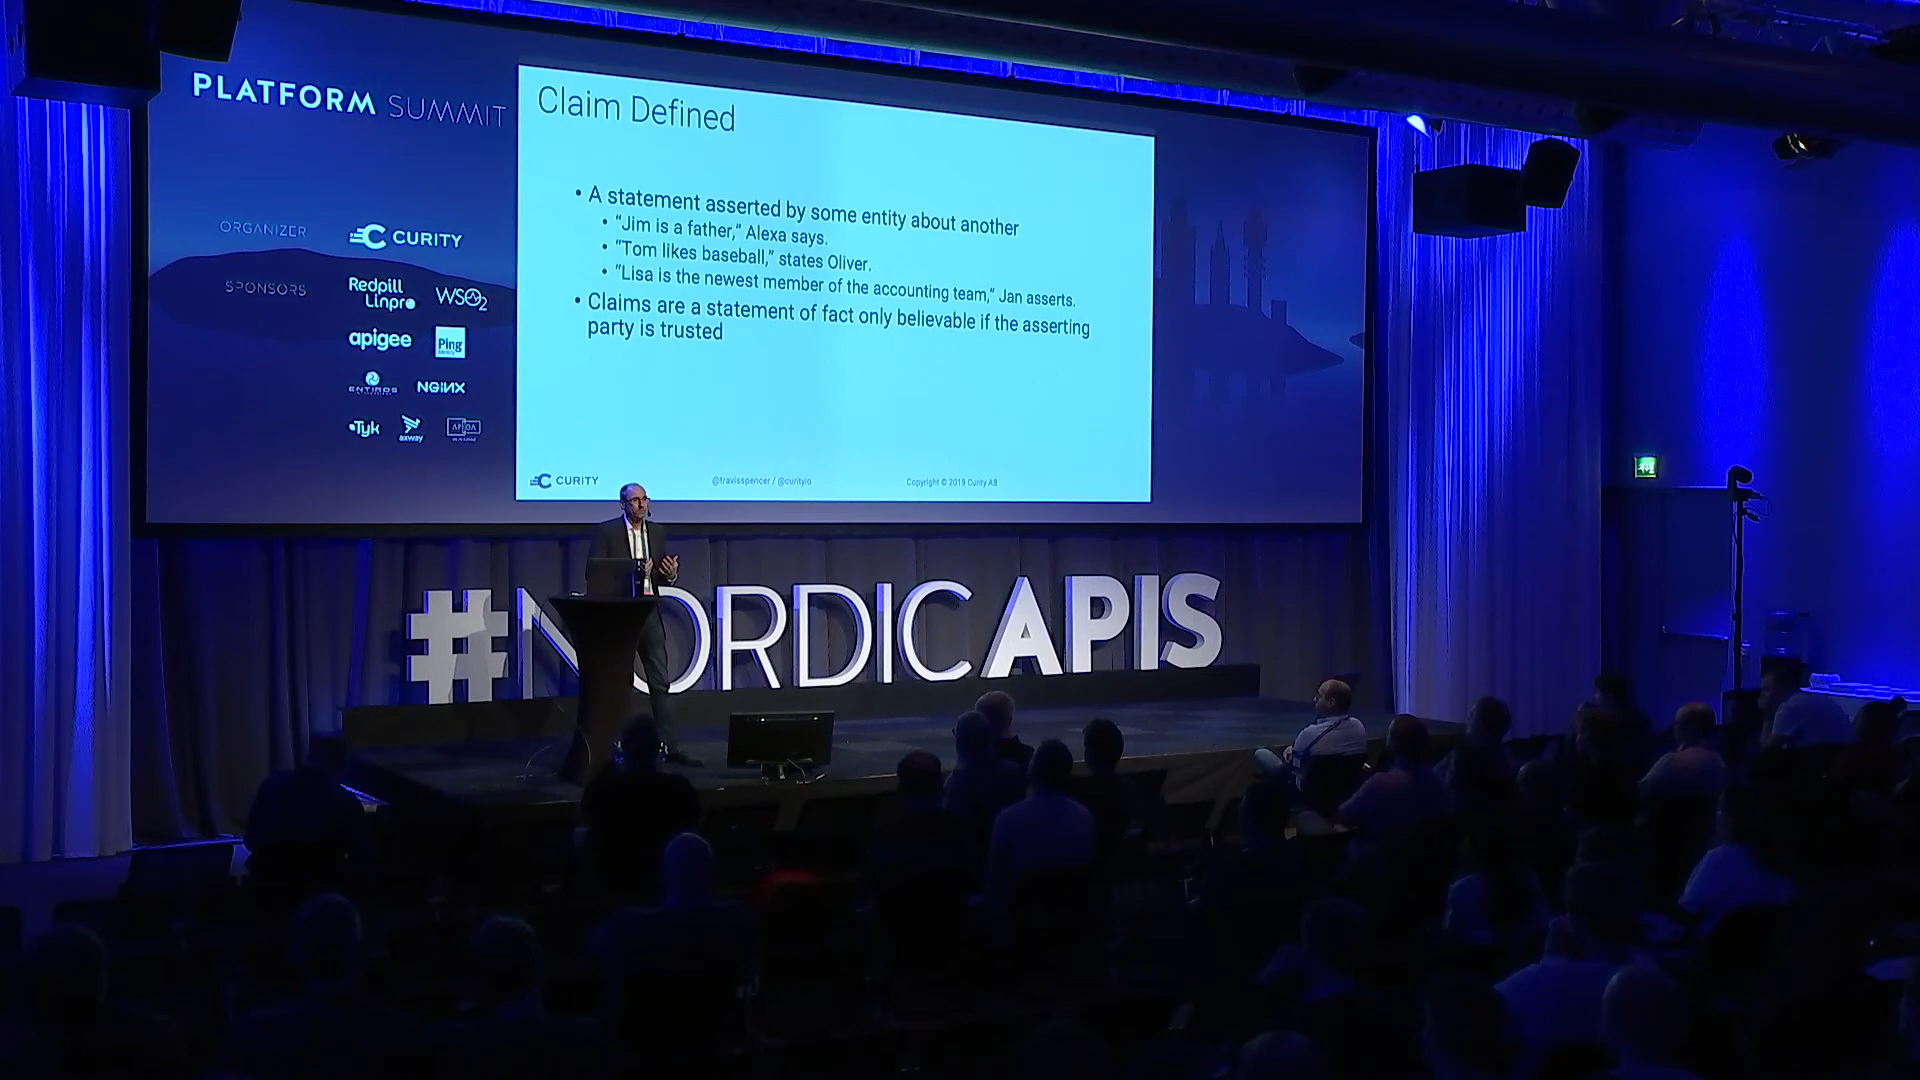 PLATFORM SUMMIT
ORGANIZER
CURITY
SPONSORS
Redpill
Linpro
WSO2
apigee
Ping
ENTIROS
NGINX
Tyk
axway
Claim Defined
• A statement asserted by some entity about another
• "Jim is a father," Alexa says.
• "Tom likes baseball," states Oliver.
• "Lisa is the newest member of the accounting team," Jan asserts.
• Claims are a statement of fact only believable if the asserting
party is trusted
CURITY
@travisspencer / @curityio
Copyright © 2019 Curity AB
#NORDICAPIS